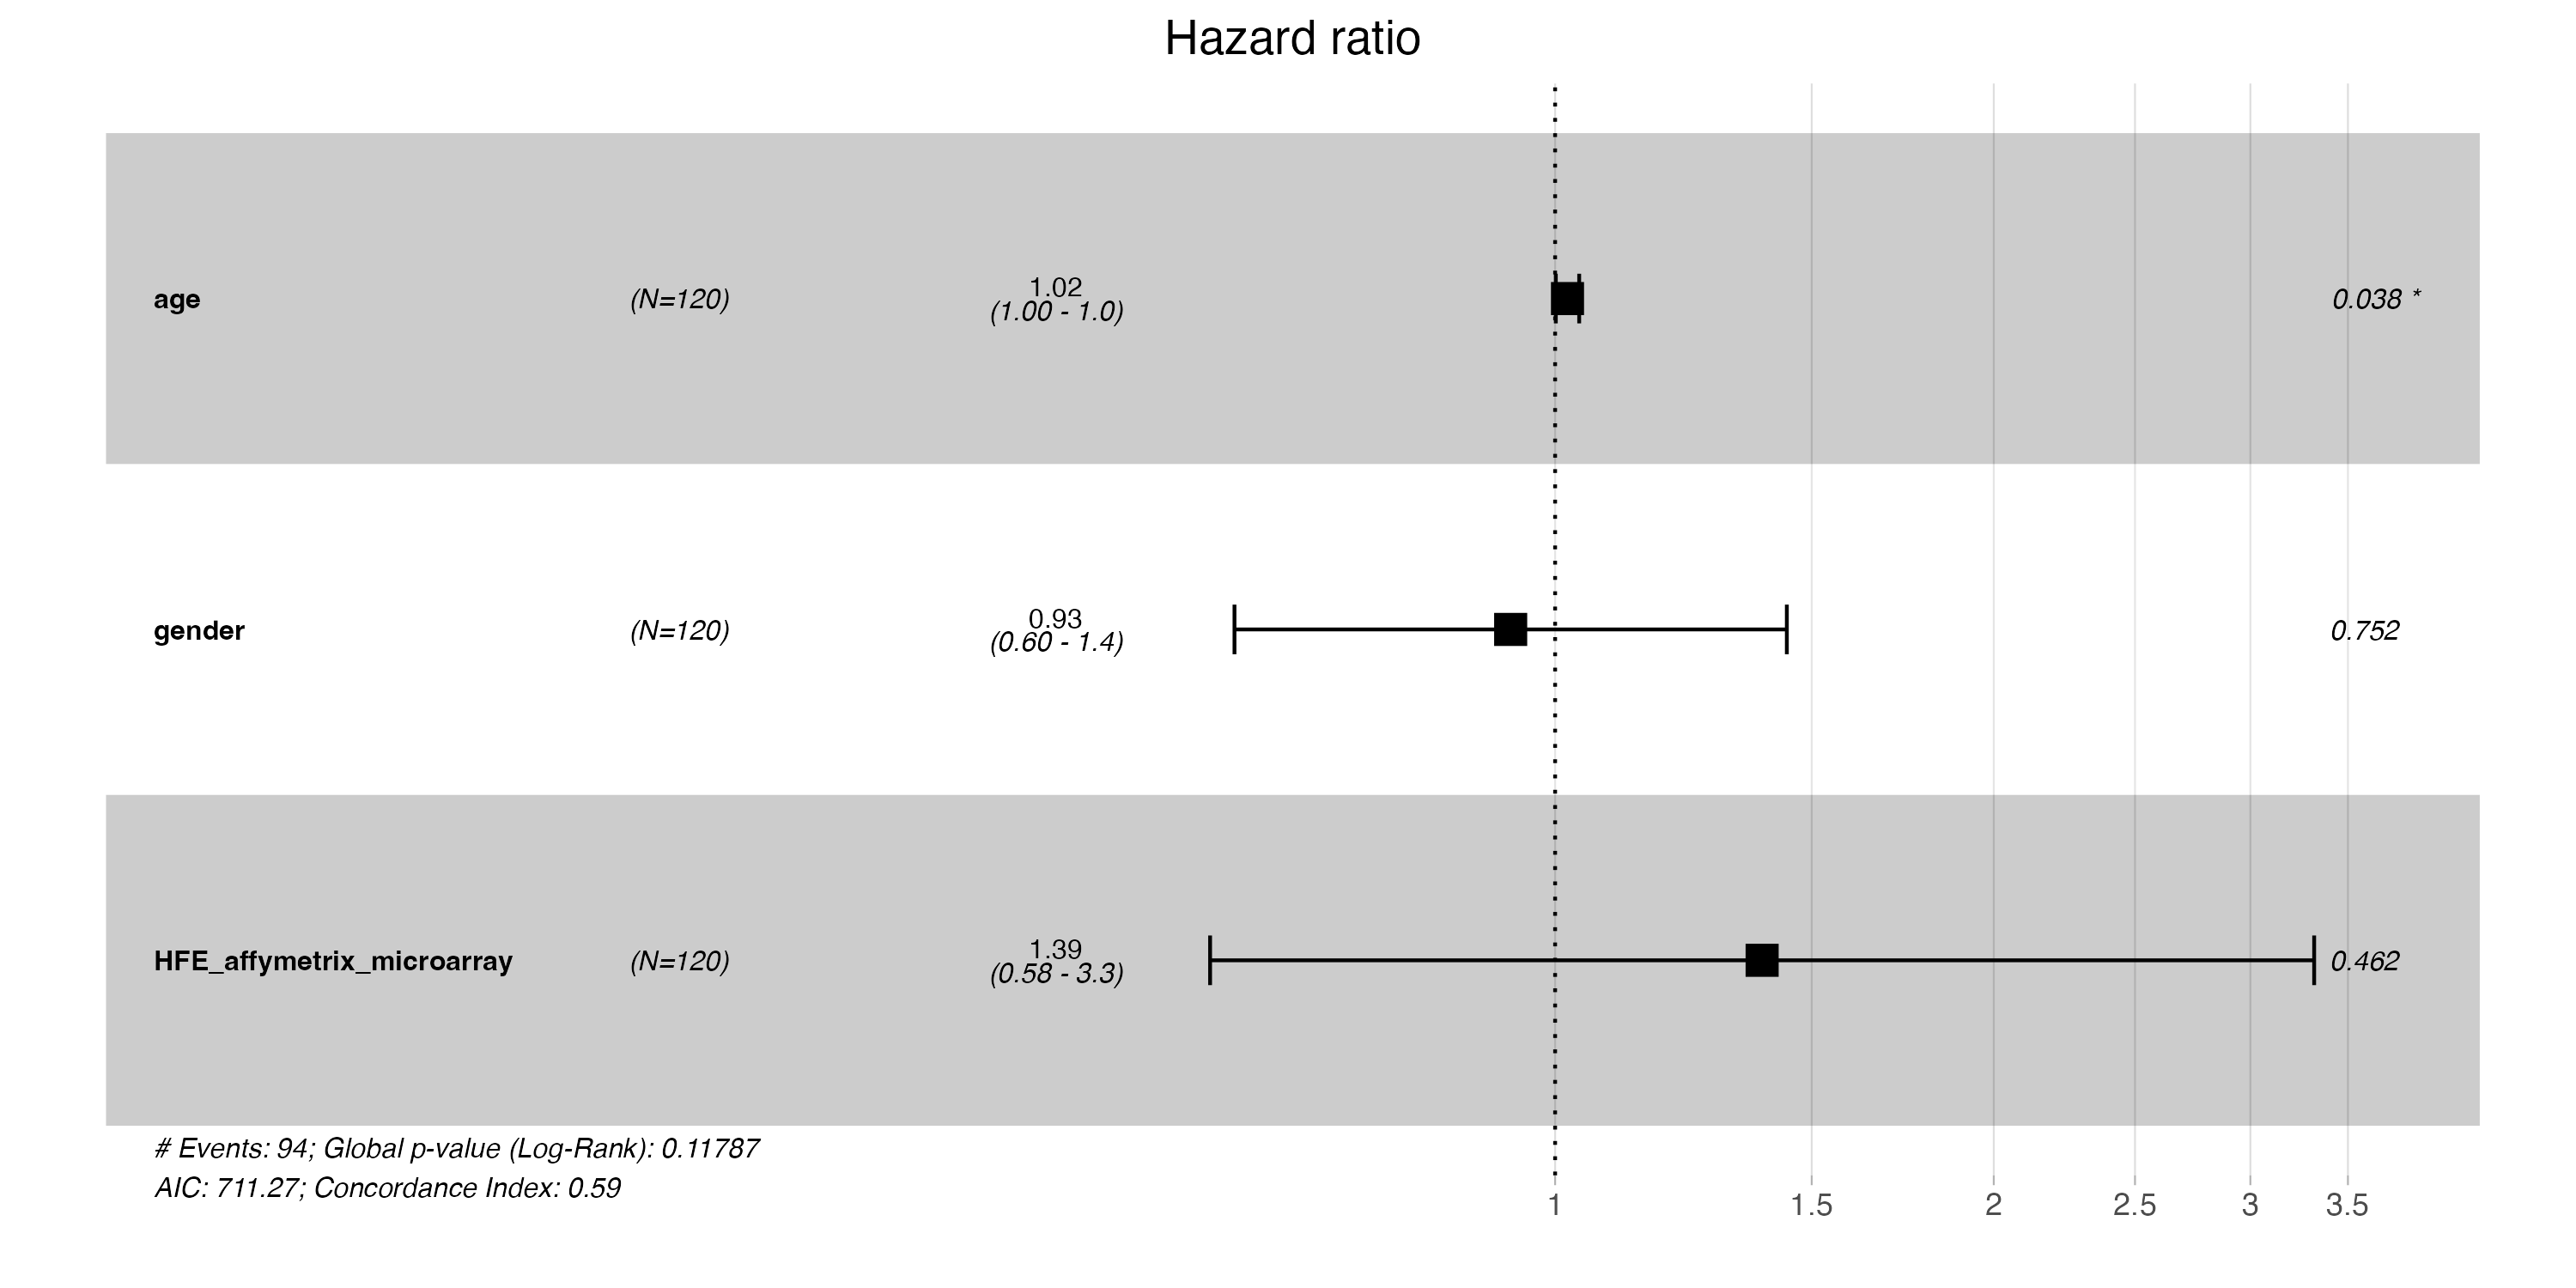 Hazard ratio
age (N=120) 1.02 0.038 *
(1.00 - 1.0)
gender (N=120) 0.93 0.752
(0.60 - 1.4)
HFE_affymetrix_microarray (N=120) 1.39 0.462
(0.58 - 3.3)
# Events: 94; Global p-value (Log-Rank): 0.11787
AIC: 711.27; Concordance Index: 0.59
1 1.5 2 2.5 3 3.5